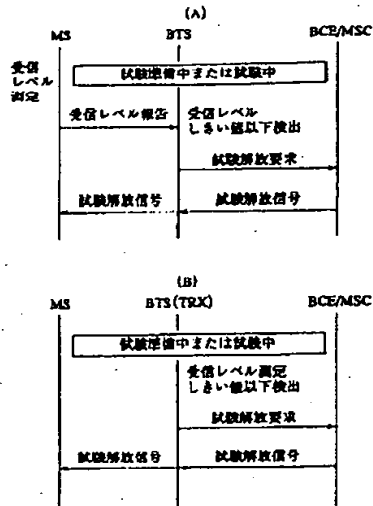 (A)
MS BTS BCE/MSC
受信
レベル
測定
試験準備中または試験中
受信レベル報告
受信レベル
しきい値以下検出
試験解放要求
試験解放信号 試験解放信号
(B)
MS BTS(TRX) BCE/MSC
試験準備中または試験中
受信レベル測定
しきい値以下検出
試験解放要求
試験解放信号 試験解放信号